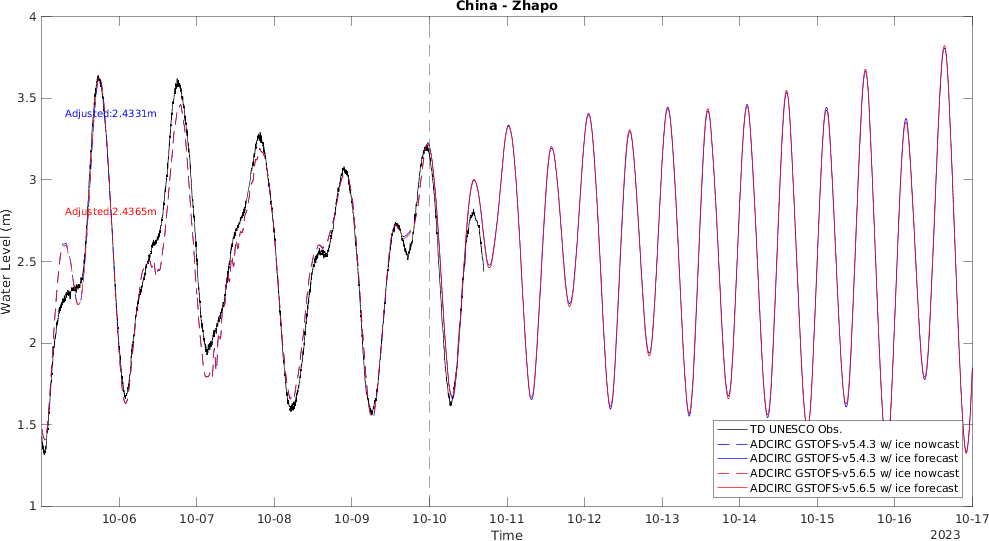 China - Zhapo
4
3.5
3
2.5
2
1.5
1
Water Level (m)
Adjusted:2.4331m
Adjusted:2.4365m
TD UNESCO Obs.
ADCIRC GSTOFS-v5.4.3 w/ ice nowcast
ADCIRC GSTOFS-v5.4.3 w/ ice forecast
ADCIRC GSTOFS-v5.6.5 w/ ice nowcast
ADCIRC GSTOFS-v5.6.5 w/ ice forecast
10-06 10-07 10-08 10-09 10-10 10-11 10-12 10-13 10-14 10-15 10-16 10-17
Time
2023